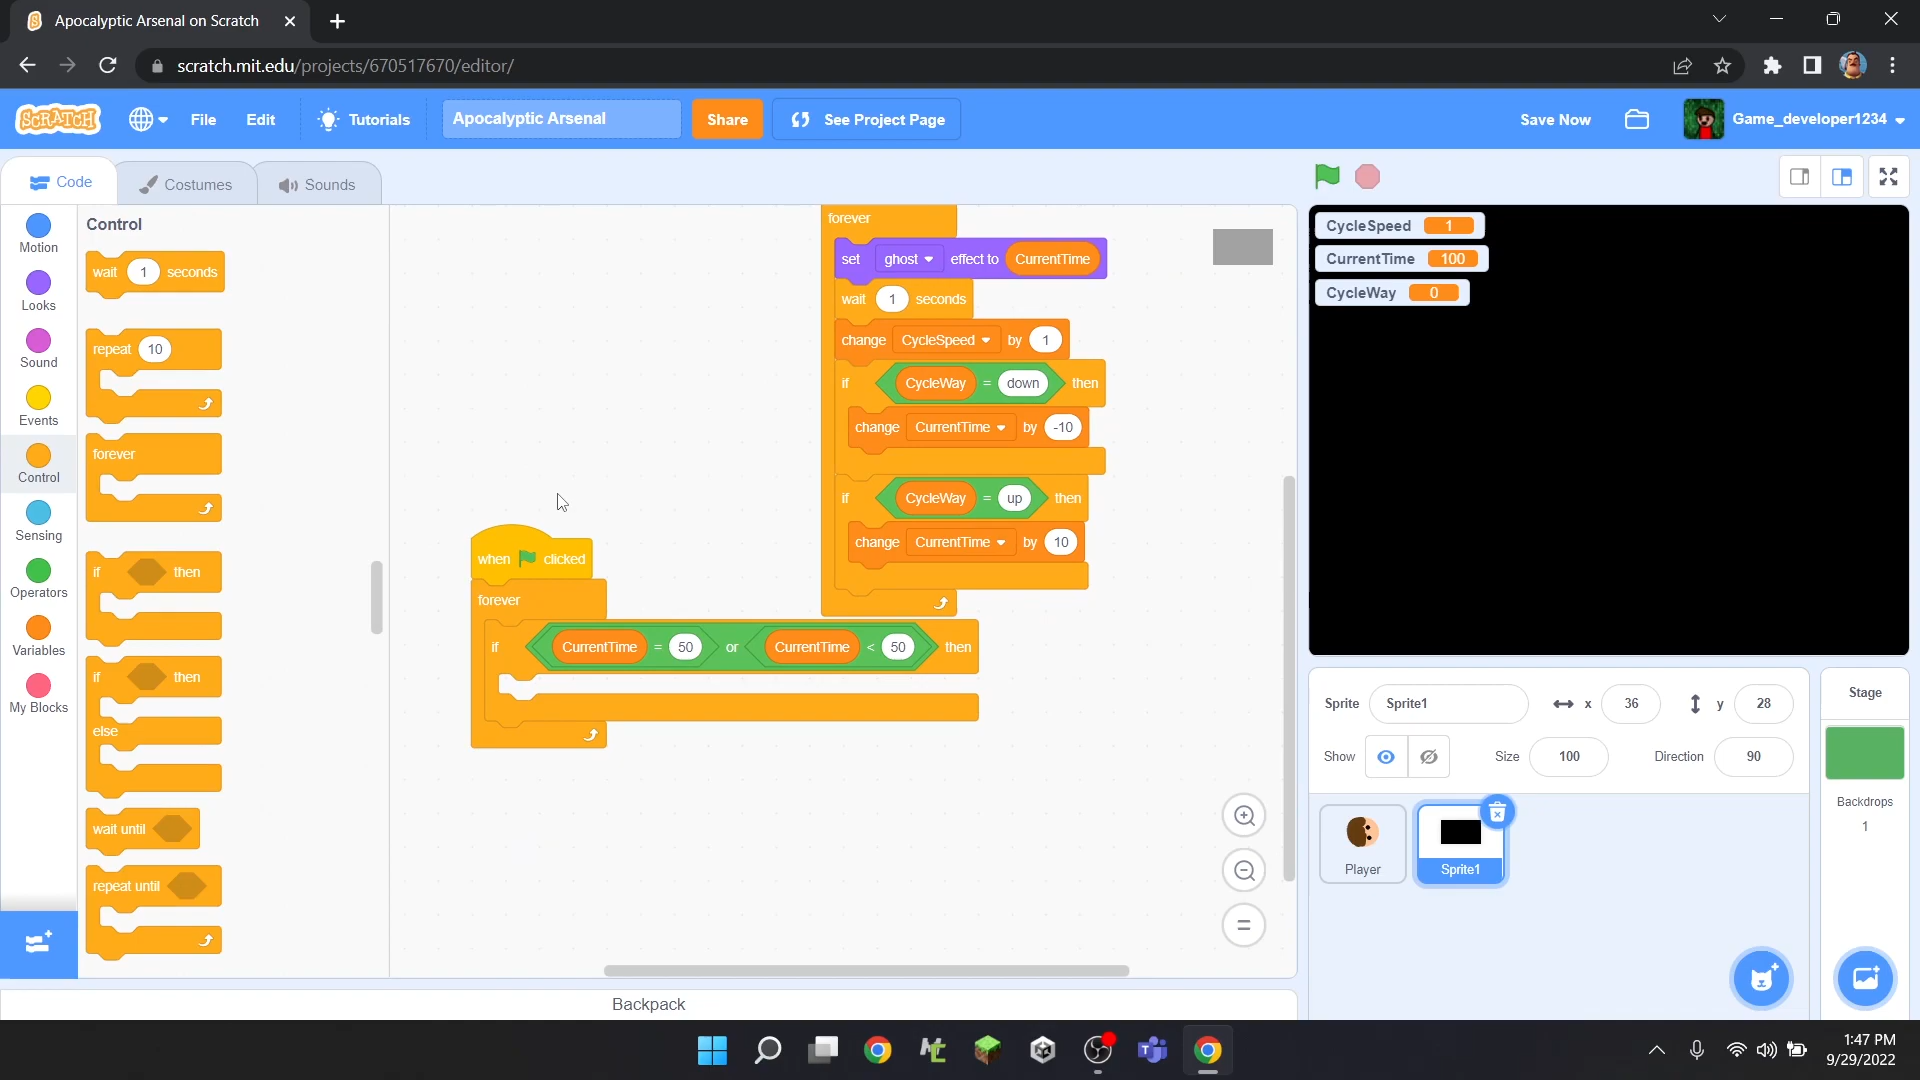 Apocalyptic Arsenal on Scratch
scratch.mit.edu/projects/670517670/editor/
SCRATCH
File
Edit
Tutorials
Apocalyptic Arsenal
Share
See Project Page
Save Now
Game_developer1234
Code
Costumes
Sounds
Motion
Looks
Sound
Events
Control
Sensing
Operators
Variables
My Blocks
Control
wait 1 seconds
repeat 10
forever
if then
if then
else
wait until
repeat until
forever
set ghost effect to CurrentTime
wait 1 seconds
change CycleSpeed by 1
if CycleWay = down then
change CurrentTime by -10
if CycleWay = up then
change CurrentTime by 10
when clicked
forever
if CurrentTime = 50 or CurrentTime < 50 then
Backpack
CycleSpeed 1
CurrentTime 100
CycleWay 0
Sprite Sprite1 x 36 y 28
Show Size 100 Direction 90
Player
Sprite1
Stage
Backdrops
1
1:47 PM
9/29/2022